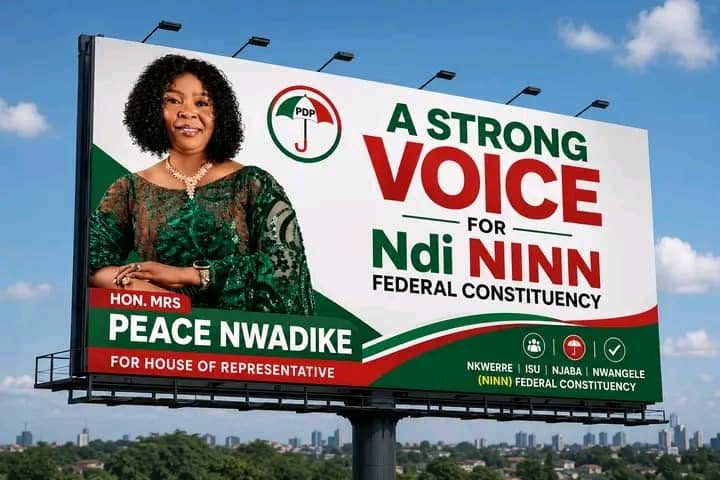 PDP
A STRONG
VOICE
FOR
Ndi NINN
FEDERAL CONSTITUENCY
HON. MRS
PEACE NWADIKE
FOR HOUSE OF REPRESENTATIVE
NKWERRE | ISU | NJABA | NWANGELE
(NINN) FEDERAL CONSTITUENCY